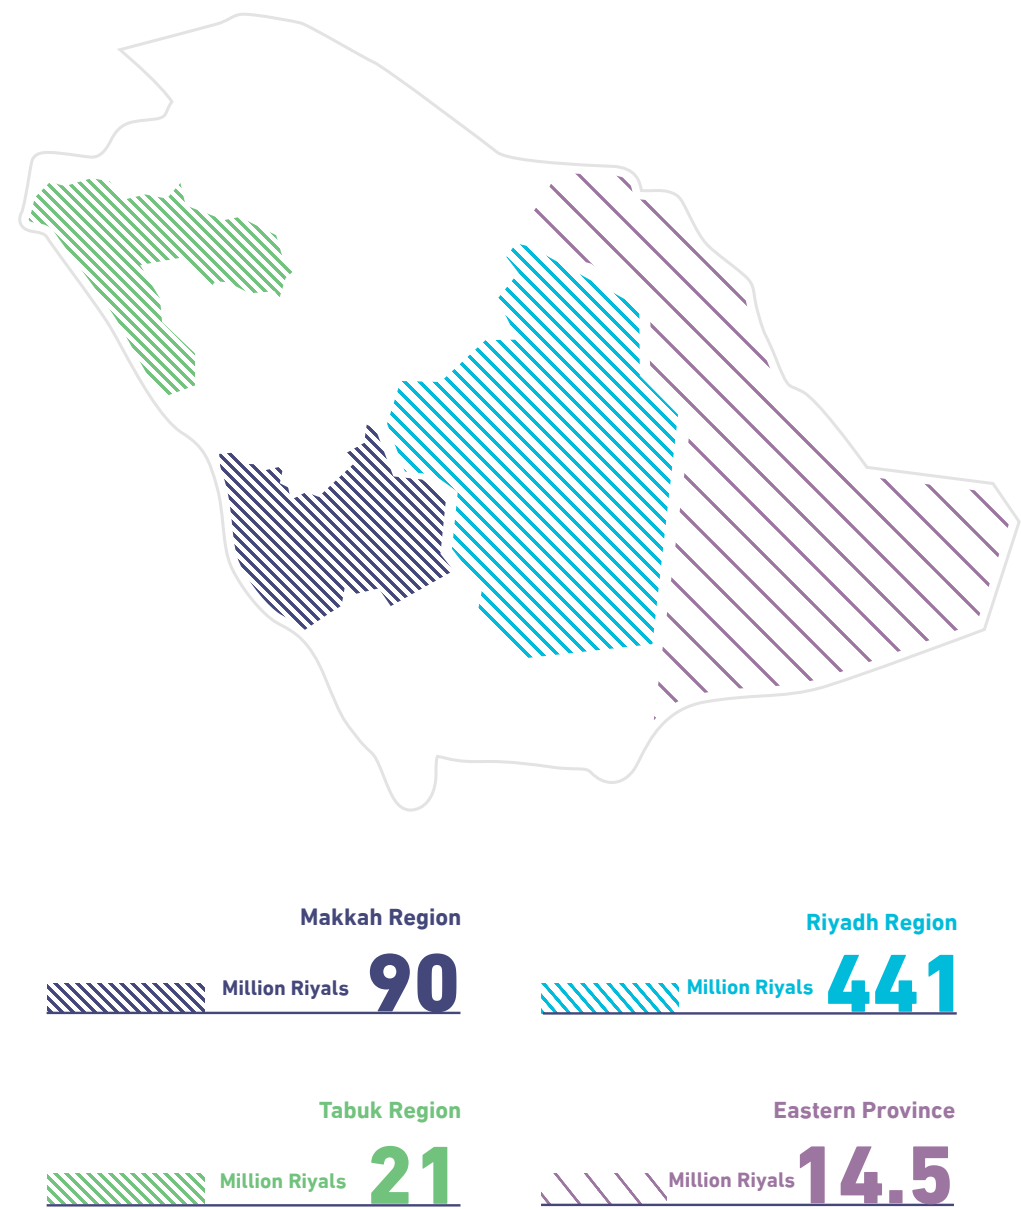 Makkah Region
Million Riyals 90
Riyadh Region
Million Riyals 441
Tabuk Region
Million Riyals 21
Eastern Province
Million Riyals 14.5